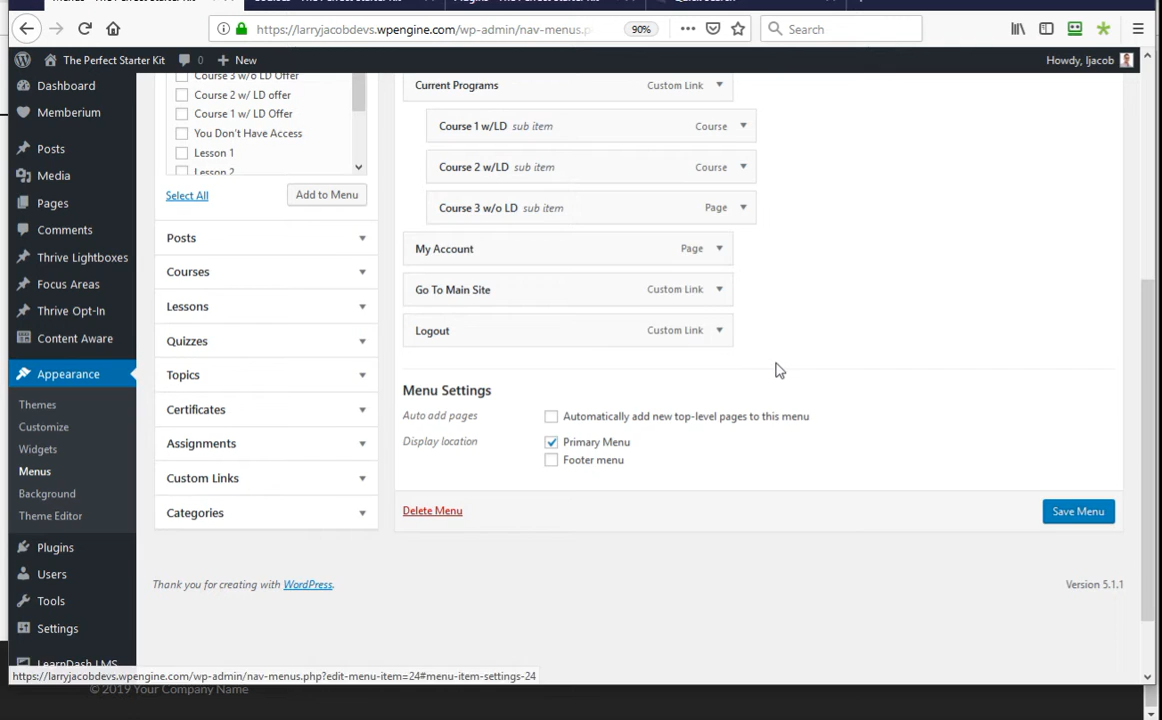 https://larryjacobdevs.wpengine.com/wp-admin/nav-menus.p
90%
Search
The Perfect Starter Kit
0
New
Howdy, ljacob
Dashboard
Memberium
Posts
Media
Pages
Comments
Thrive Lightboxes
Focus Areas
Thrive Opt-In
Content Aware
Appearance
Themes
Customize
Widgets
Menus
Background
Theme Editor
Plugins
Users
Tools
Settings
LearnDash LMS
Course 3 w/o LD Offer
Course 2 w/ LD offer
Course 1 w/ LD Offer
You Don't Have Access
Lesson 1
Lesson 2
Select All
Add to Menu
Posts
Courses
Lessons
Quizzes
Topics
Certificates
Assignments
Custom Links
Categories
Current Programs Custom Link
Course 1 w/LD sub item Course
Course 2 w/LD sub item Course
Course 3 w/o LD sub item Page
My Account Page
Go To Main Site Custom Link
Logout Custom Link
Menu Settings
Auto add pages Automatically add new top-level pages to this menu
Display location Primary Menu
Footer menu
Delete Menu Save Menu
Thank you for creating with WordPress. Version 5.1.1
https://larryjacobdevs.wpengine.com/wp-admin/nav-menus.php?edit-menu-item=24#menu-item-settings-24
© 2019 Your Company Name